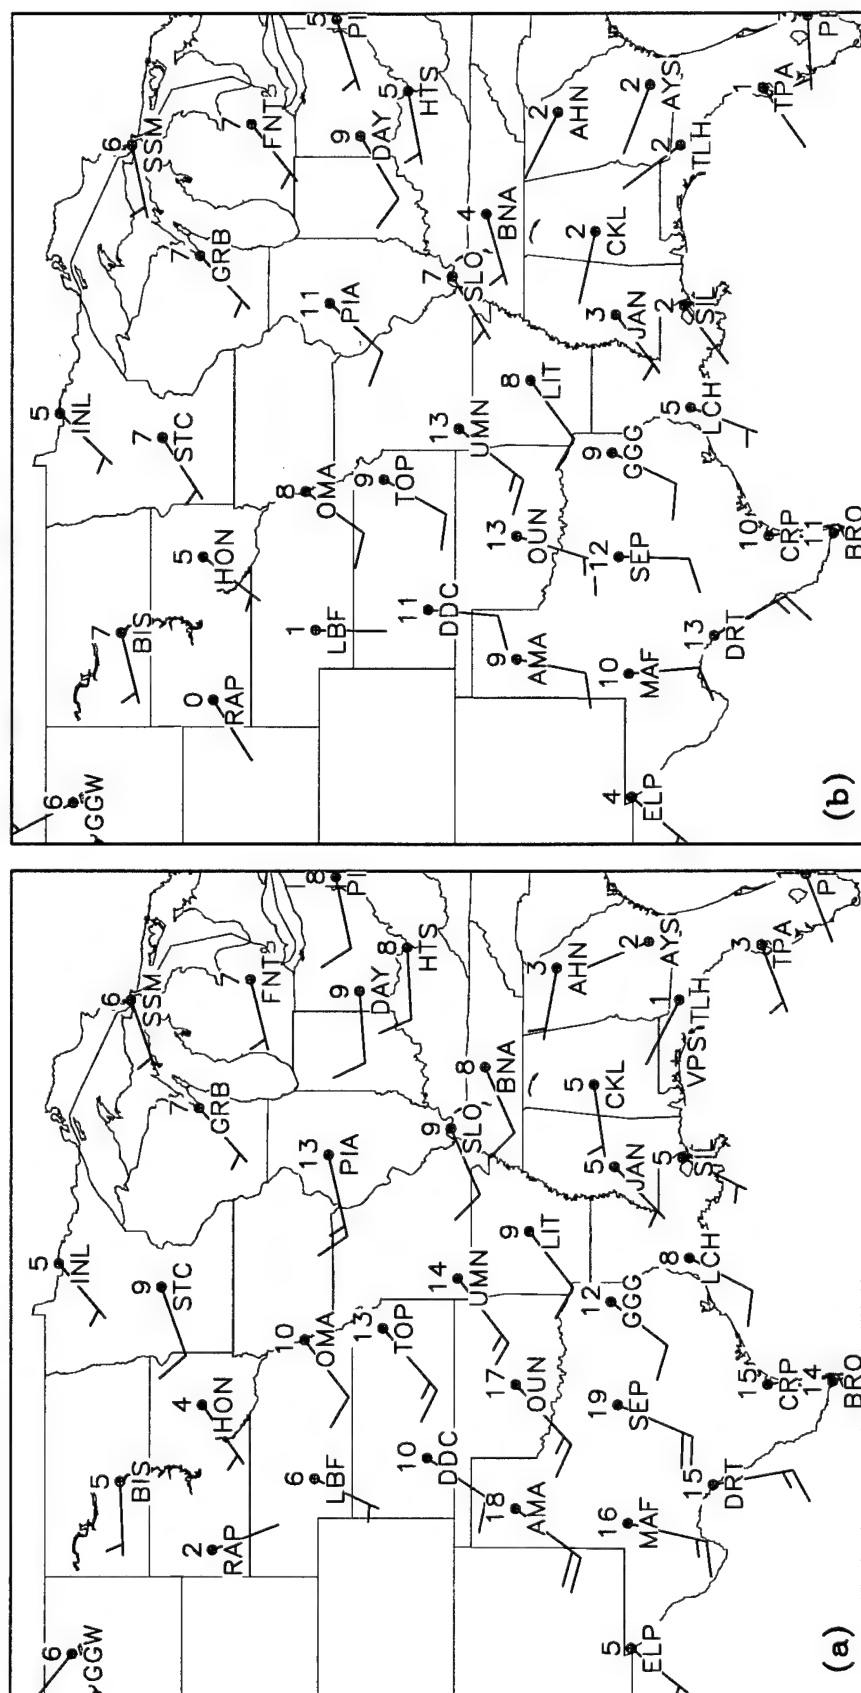 6
GGW
5
BIS
5
INL
6
SSM
2
RAP
4
HON
9
STC
7
GRB
7
FNT
6
LBF
10
OMA
13
PIA
9
DAY
8
PI
10
DDC
13
TOP
8
HTS
14
UMN
9
SLO
8
BNA
18
AMA
17
OUN
9
LIT
3
AHN
16
MAF
19
SEP
12
GGG
5
JAN
5
CKL
2
AYS
5
ELP
15
DRT
8
LCH
5
SIL
VPS
1
TLH
15
CRP
3
TPA
14
BRO
P
(a)
6
GGW
7
BIS
5
INL
6
SSM
0
RAP
5
HON
7
STC
7
GRB
7
FNT
1
LBF
8
OMA
11
PIA
9
DAY
5
PI
11
DDC
9
TOP
5
HTS
13
UMN
7
SLO
4
BNA
9
AMA
13
OUN
8
LIT
2
AHN
10
MAF
12
SEP
9
GGG
3
JAN
2
CKL
2
AYS
4
ELP
13
DRT
5
LCH
2
SIL
2
TLH
10
CRP
1
TPA
11
BRO
3
P
(b)